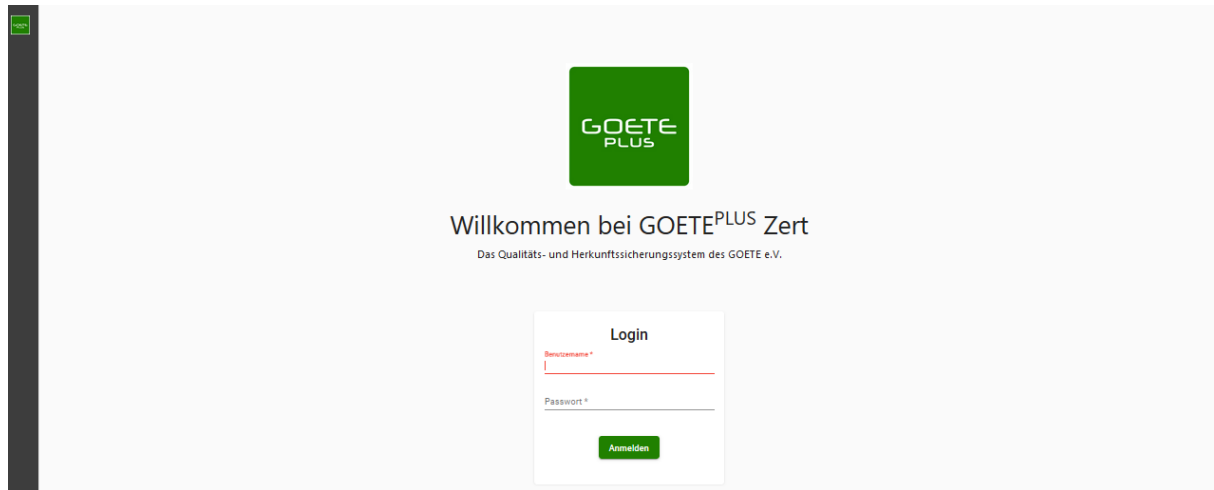 GOETE
PLUS
Willkommen bei GOETEPLUS Zert
Das Qualitäts- und Herkunftssicherungssystem des GOETE e.V.
Login
Benutzername *
Passwort *
Anmelden